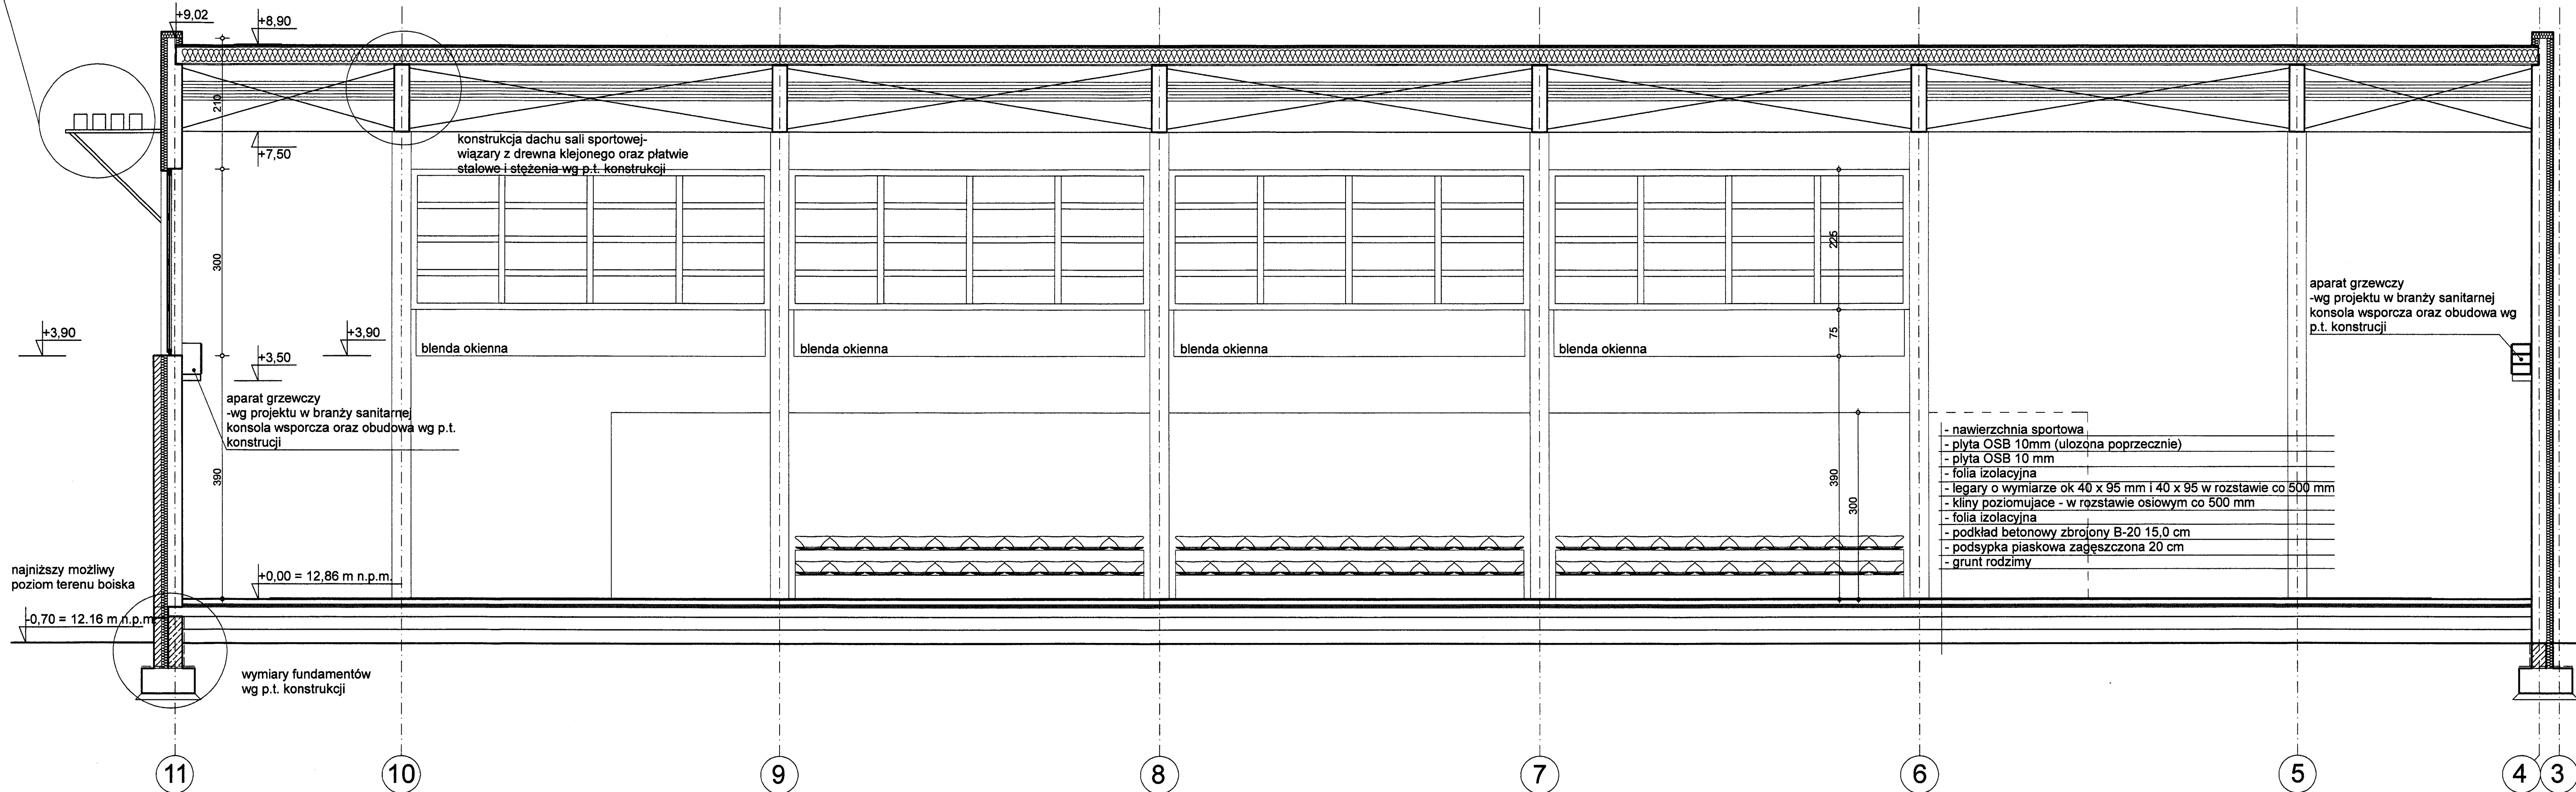 +9,02
+8,90
210
+7,50
konstrukcja dachu sali sportowej-
wiązary z drewna klejonego oraz płatwie
stalowe i stężenia wg p.t. konstrukcji
300
225
+3,90
+3,90
+3,50
75
blenda okienna
blenda okienna
blenda okienna
blenda okienna
aparat grzewczy
-wg projektu w branży sanitarnej
konsola wsporcza oraz obudowa wg
p.t. konstrucji
aparat grzewczy
-wg projektu w branży sanitarnej
konsola wsporcza oraz obudowa wg p.t.
konstrucji
390
390
300
- nawierzchnia sportowa
- plyta OSB 10mm (ulozona poprzecznie)
- plyta OSB 10 mm
- folia izolacyjna
- legary o wymiarze ok 40 x 95 mm i 40 x 95 w rozstawie co 500 mm
- kliny poziomujace - w rozstawie osiowym co 500 mm
- folia izolacyjna
- podkład betonowy zbrojony B-20 15,0 cm
- podsypka piaskowa zagęszczona 20 cm
- grunt rodzimy
najniższy możliwy
poziom terenu boiska
+0,00 = 12,86 m n.p.m.
-0,70 = 12.16 m n.p.m
wymiary fundamentów
wg p.t. konstrukcji
11
10
9
8
7
6
5
4
3